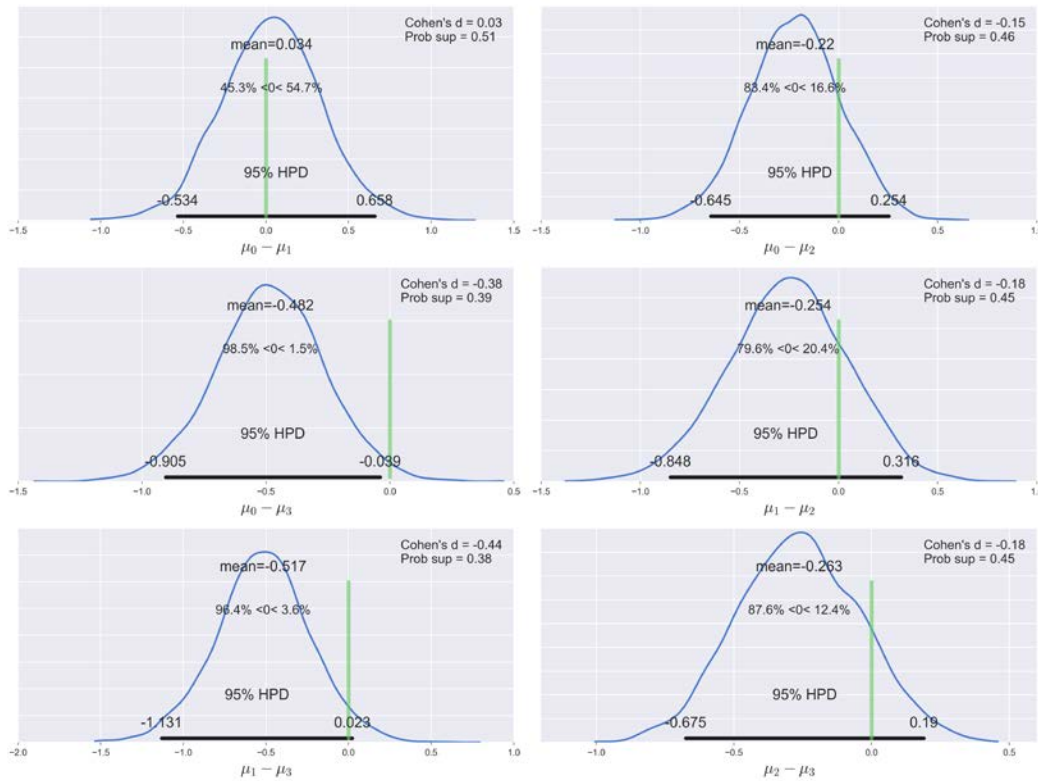 Cohen's d = 0.03
Prob sup = 0.51
mean=0.034
45.3% <0< 54.7%
95% HPD
-0.534 0.658
−1.5 −1.0 −0.5 0.0 0.5 1.0 1.5
μ0 − μ1
Cohen's d = -0.15
Prob sup = 0.46
mean=-0.22
83.4% <0< 16.6%
95% HPD
-0.645 0.254
−1.5 −1.0 −0.5 0.0 0.5 1.0
μ0 − μ2
Cohen's d = -0.38
Prob sup = 0.39
mean=-0.482
98.5% <0< 1.5%
95% HPD
-0.905 -0.039
−1.5 −1.0 −0.5 0.0 0.5
μ0 − μ3
Cohen's d = -0.18
Prob sup = 0.45
mean=-0.254
79.6% <0< 20.4%
95% HPD
-0.848 0.316
−1.5 −1.0 −0.5 0.0 0.5 1.0
μ1 − μ2
Cohen's d = -0.44
Prob sup = 0.38
mean=-0.517
96.4% <0< 3.6%
95% HPD
-1.131 0.023
−2.0 −1.5 −1.0 −0.5 0.0 0.5 1.0
μ1 − μ3
Cohen's d = -0.18
Prob sup = 0.45
mean=-0.263
87.6% <0< 12.4%
95% HPD
-0.675 0.19
−1.0 −0.5 0.0 0.5
μ2 − μ3